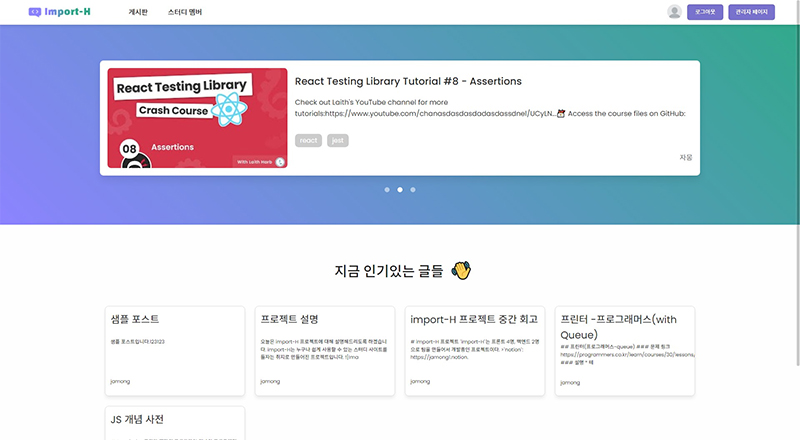 Import-H
게시판
스터디 멤버
로그아웃
관리자 페이지
React Testing Library
Crash Course
08
Assertions
With Laith Harb
React Testing Library Tutorial #8 - Assertions
Check out Laith's YouTube channel for more
tutorials:https://www.youtube.com/chanasdasdasdadasdassdnel/UCyLN... Access the course files on GitHub:
react
jest
자몽
지금 인기있는 글들
샘플 포스트
샘플 포스트입니다.123123
jamong
프로젝트 설명
오늘은 Import-H 프로젝트에 대해 설명해드리도록 하겠습니
다. Import-H는 누구나 쉽게 사용할 수 있는 스터디 사이트를
만들자는 취지로 만들어진 프로젝트입니다.
jamong
import-H 프로젝트 중간 회고
# Import-H 프로젝트 'Import-H'는 프론트 4명, 백엔드 2명
으로 팀을 만들어서 개발중인 프로젝트이다. >'notion':
https://jamong1.notion.
jamong
프린터 -프로그래머스(with
Queue)
## 프린터(프로그래머스-queue) ### 문제 링크
https://programmers.co.kr/learn/courses/30/lessons,
### 설명 * 테
jamong
JS 개념 사전